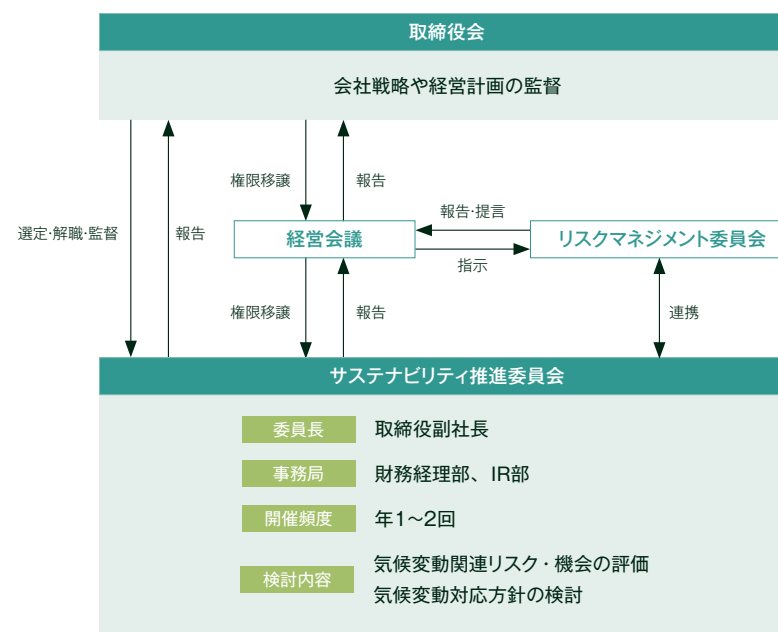 取締役会
会社戦略や経営計画の監督
権限移譲
報告
選定・解職・監督
報告
報告・提言
経営会議
リスクマネジメント委員会
指示
権限移譲
報告
連携
サステナビリティ推進委員会
委員長 取締役副社長
事務局 財務経理部、IR部
開催頻度 年1〜2回
検討内容 気候変動関連リスク・機会の評価
気候変動対応方針の検討